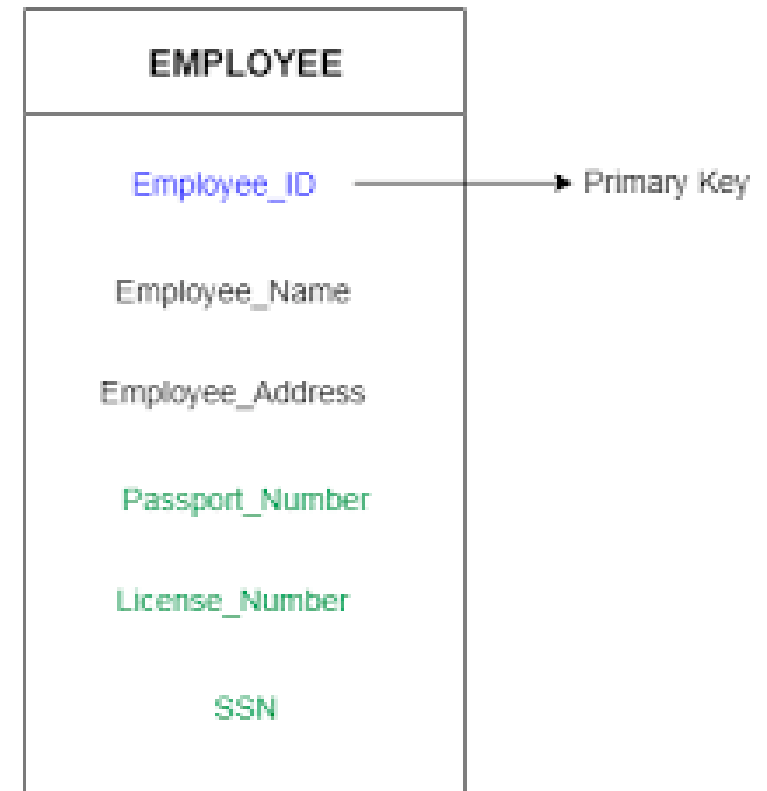 EMPLOYEE
Employee_ID
Primary Key
Employee_Name
Employee_Address
Passport_Number
License_Number
SSN